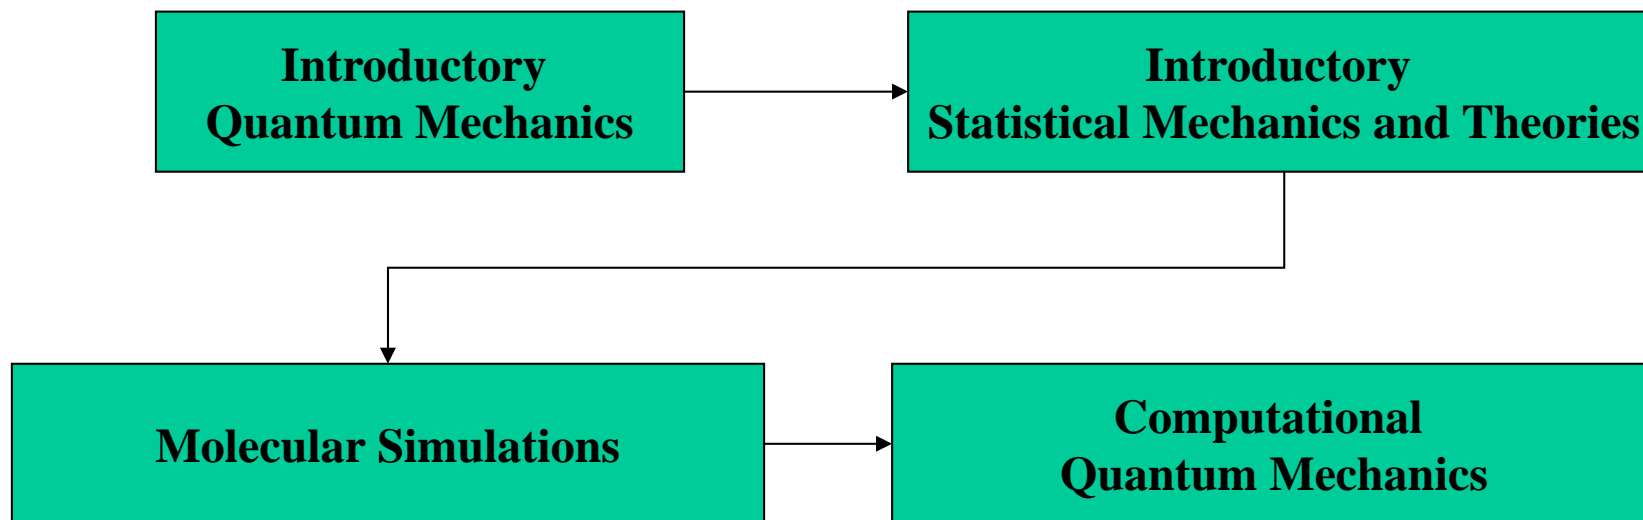 Introductory
Quantum Mechanics
Introductory
Statistical Mechanics and Theories
Molecular Simulations
Computational
Quantum Mechanics